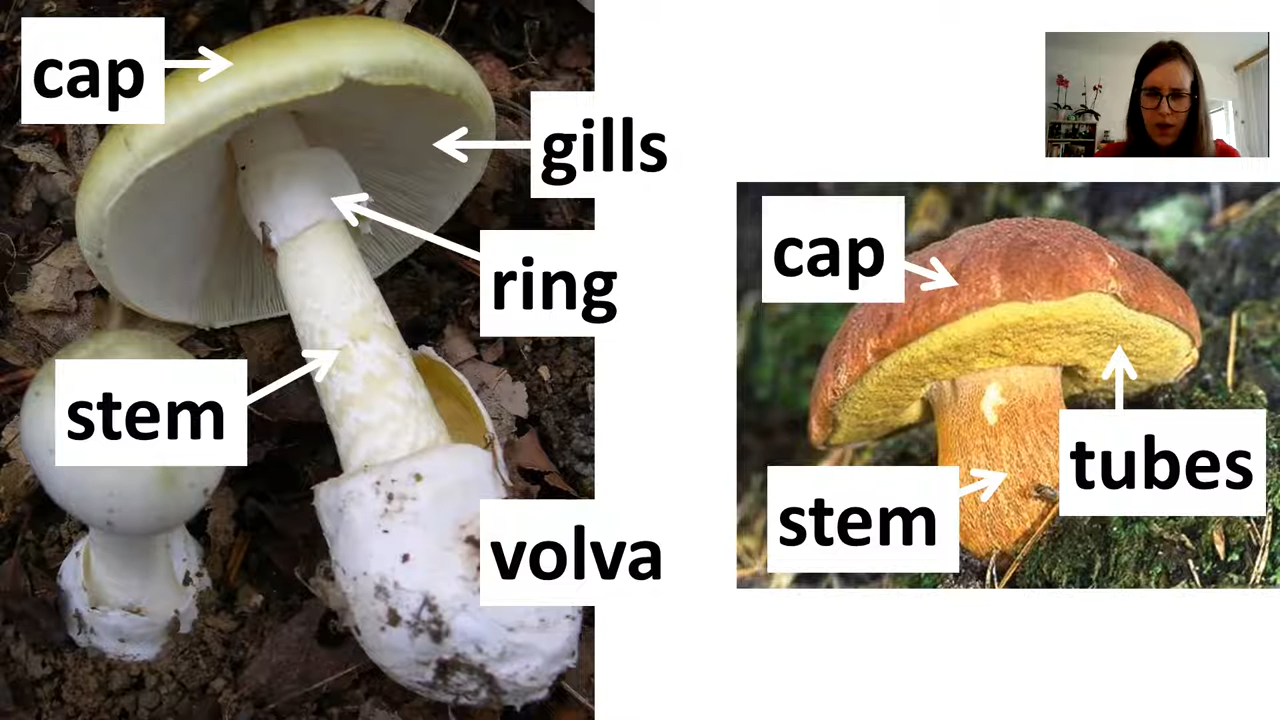 cap
gills
ring
stem
volva
cap
tubes
stem